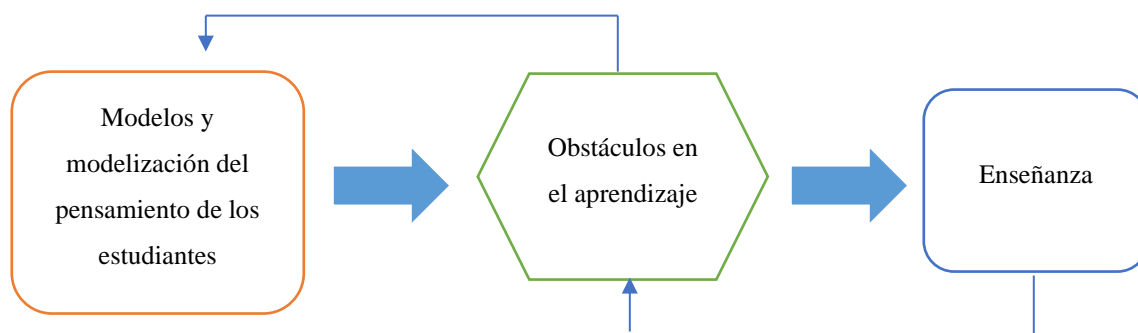 Modelos y
modelización del
pensamiento de los
estudiantes
Obstáculos en
el aprendizaje
Enseñanza